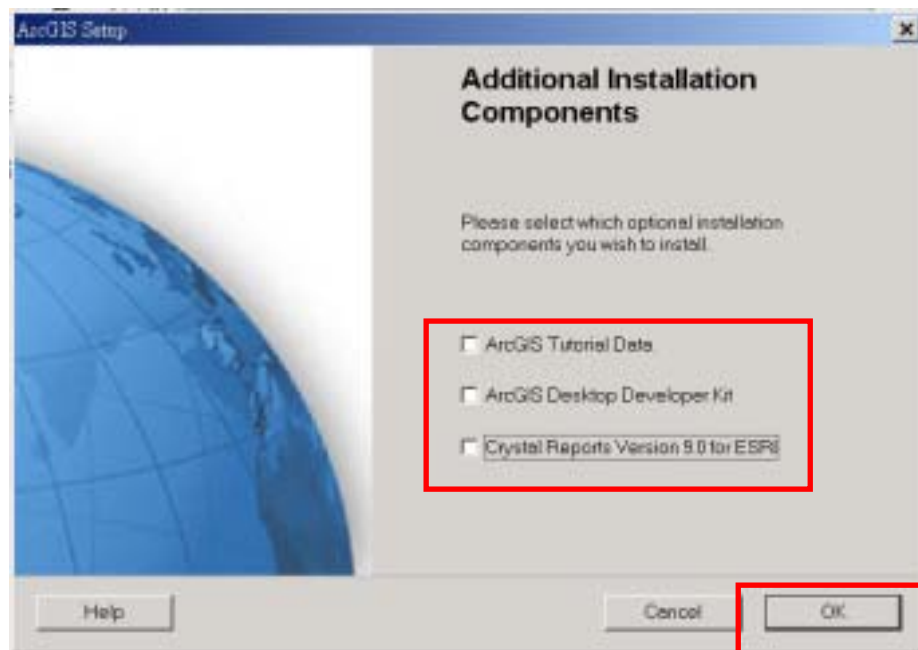 ArcGIS Setup
Additional Installation
Components
Please select which optional installation
components you wish to install.
ArcGIS Tutorial Data
ArcGIS Desktop Developer Kit
Crystal Reports Version 9.0 for ESRI
Help
Cancel
OK